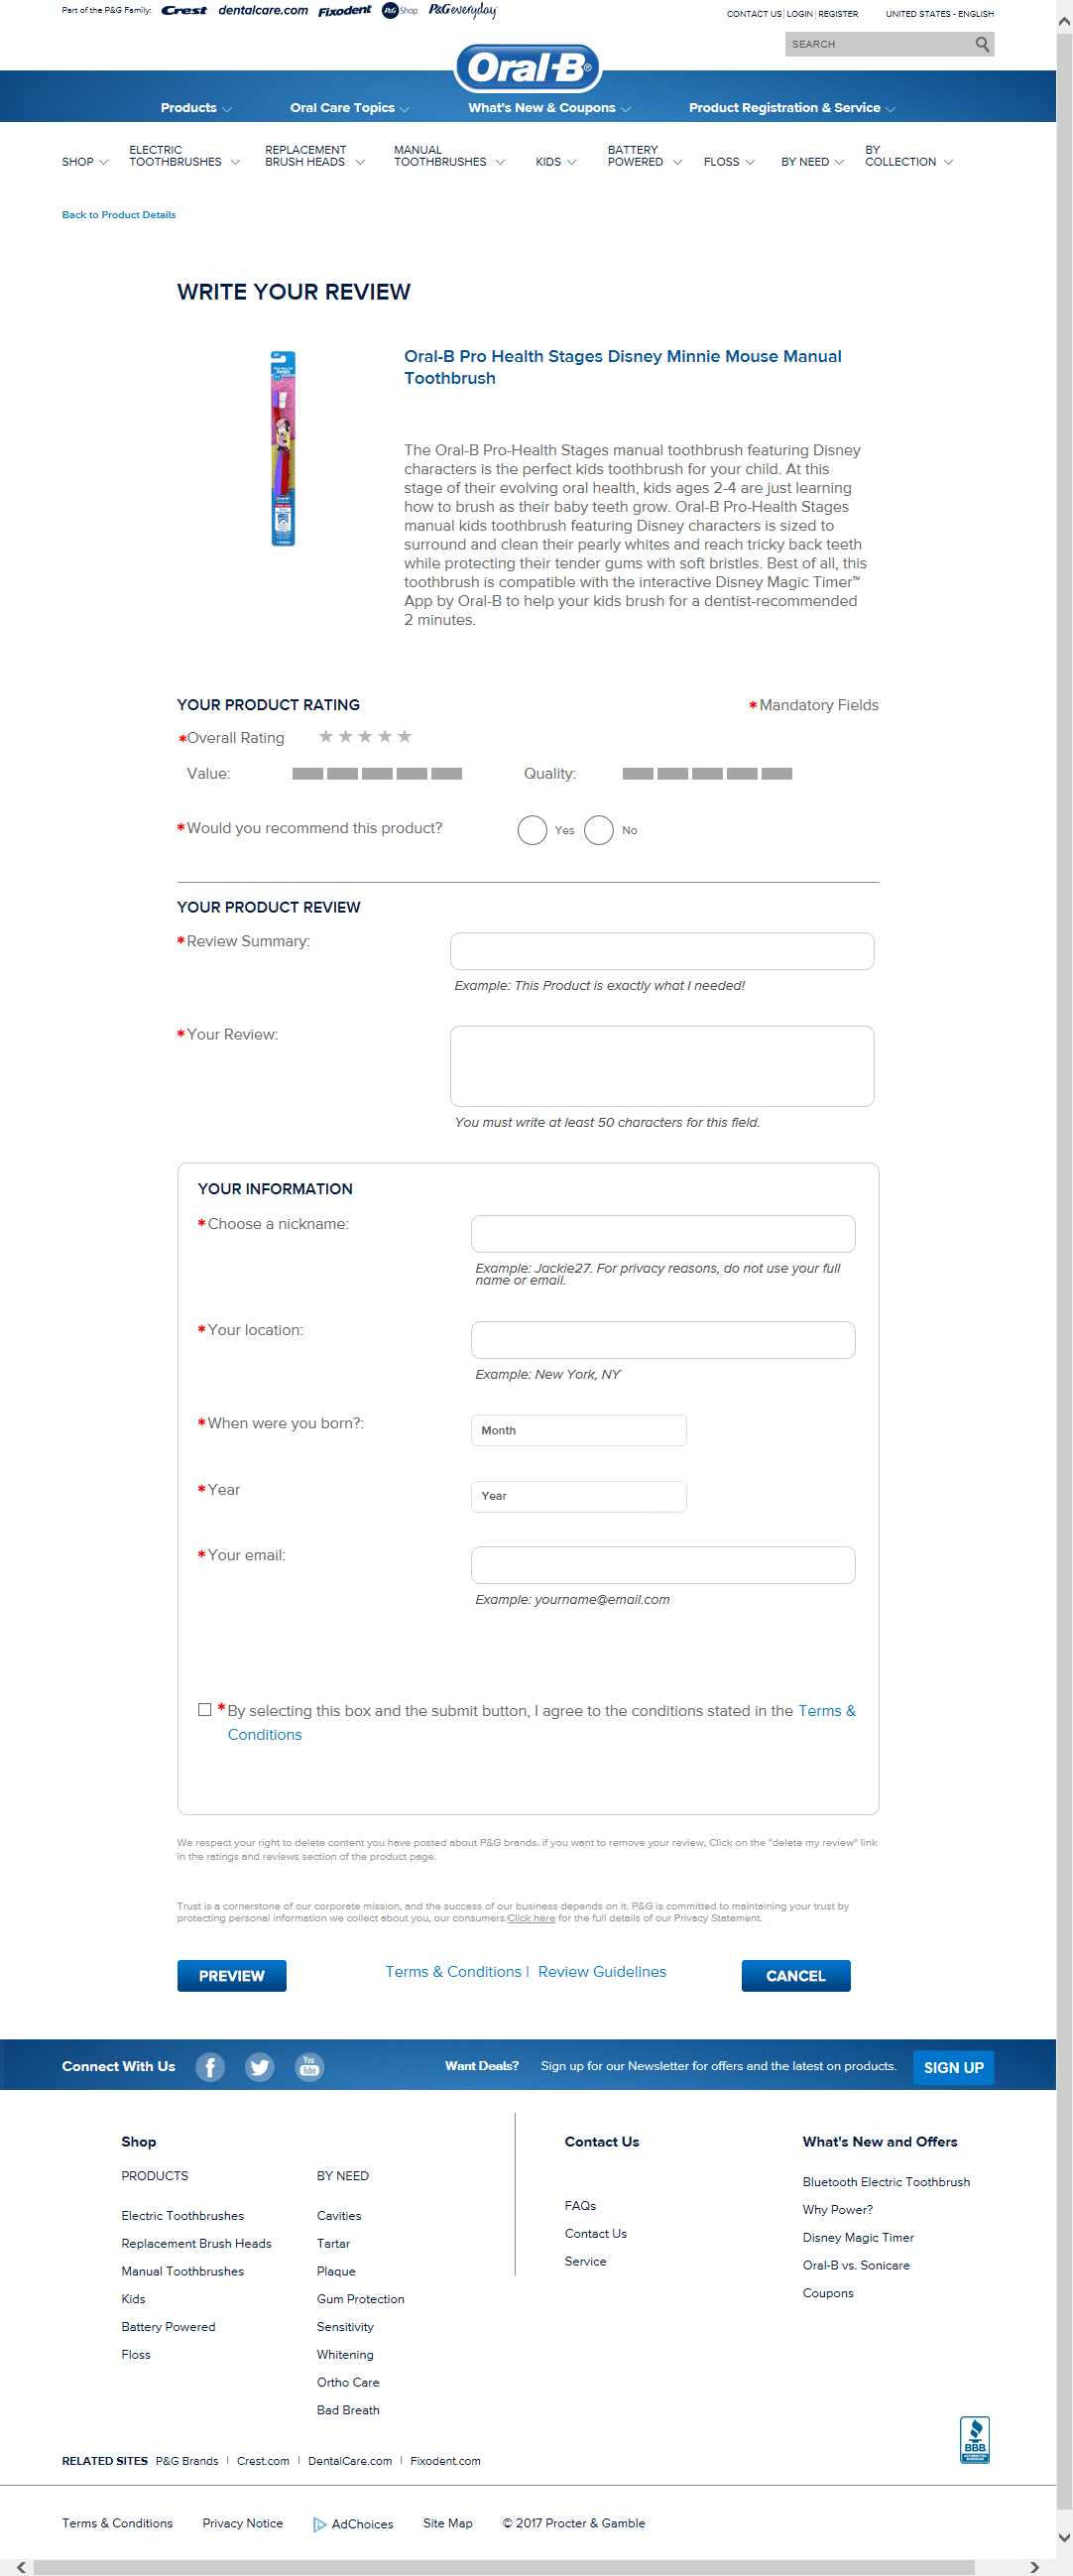 Part of the P&G Family: Crest dentalcare.com Fixodent P&G Shop P&Geveryday
CONTACT US LOGIN REGISTER UNITED STATES - ENGLISH
SEARCH
Oral-B®
Products Oral Care Topics What's New & Coupons Product Registration & Service
SHOP
ELECTRIC
TOOTHBRUSHES
REPLACEMENT
BRUSH HEADS
MANUAL
TOOTHBRUSHES
KIDS
BATTERY
POWERED
FLOSS
BY NEED
BY
COLLECTION
Back to Product Details
WRITE YOUR REVIEW
Oral-B
Oral-B Pro Health Stages Disney Minnie Mouse Manual
Toothbrush
The Oral-B Pro-Health Stages manual toothbrush featuring Disney
characters is the perfect kids toothbrush for your child. At this
stage of their evolving oral health, kids ages 2-4 are just learning
how to brush as their baby teeth grow. Oral-B Pro-Health Stages
manual kids toothbrush featuring Disney characters is sized to
surround and clean their pearly whites and reach tricky back teeth
while protecting their tender gums with soft bristles. Best of all, this
toothbrush is compatible with the interactive Disney Magic Timer™
App by Oral-B to help your kids brush for a dentist-recommended
2 minutes.
YOUR PRODUCT RATING
*Mandatory Fields
*Overall Rating ★★★★★
Value: Quality:
*Would you recommend this product? Yes No
YOUR PRODUCT REVIEW
*Review Summary:
Example: This Product is exactly what I needed!
*Your Review:
You must write at least 50 characters for this field.
YOUR INFORMATION
*Choose a nickname:
Example: Jackie27. For privacy reasons, do not use your full
name or email.
*Your location:
Example: New York, NY
*When were you born?: Month
*Year Year
*Your email:
Example: yourname@email.com
*By selecting this box and the submit button, I agree to the conditions stated in the Terms &
Conditions
We respect your right to delete content you have posted about P&G brands. if you want to remove your review, Click on the "delete my review" link
in the ratings and reviews section of the product page.
Trust is a cornerstone of our corporate mission, and the success of our business depends on it. P&G is committed to maintaining your trust by
protecting personal information we collect about you, our consumers.Click here for the full details of our Privacy Statement.
PREVIEW Terms & Conditions | Review Guidelines CANCEL
Connect With Us You Tube Want Deals? Sign up for our Newsletter for offers and the latest on products. SIGN UP
Shop
PRODUCTS
Electric Toothbrushes
Replacement Brush Heads
Manual Toothbrushes
Kids
Battery Powered
Floss
BY NEED
Cavities
Tartar
Plaque
Gum Protection
Sensitivity
Whitening
Ortho Care
Bad Breath
Contact Us
FAQs
Contact Us
Service
What's New and Offers
Bluetooth Electric Toothbrush
Why Power?
Disney Magic Timer
Oral-B vs. Sonicare
Coupons
BBB
ACCREDITED
BUSINESS
RELATED SITES P&G Brands | Crest.com | DentalCare.com | Fixodent.com
Terms & Conditions Privacy Notice AdChoices Site Map © 2017 Procter & Gamble